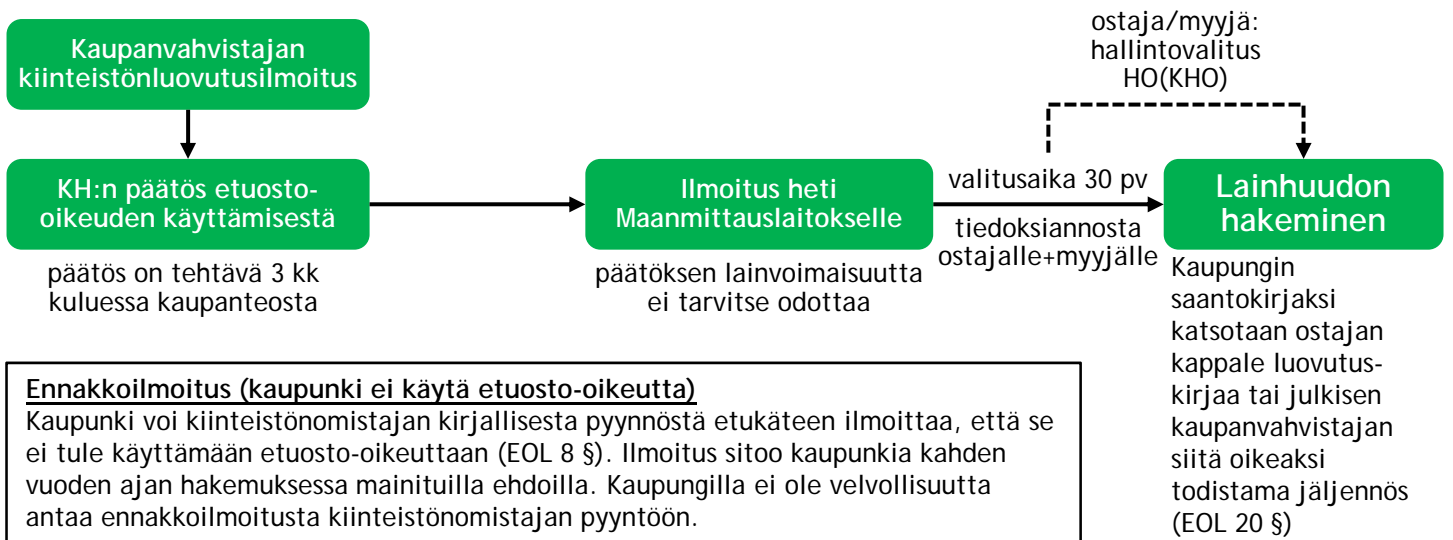 Kaupanvahvistajan
kiinteistönluovutusilmoitus
ostaja/myyjä:
hallintovalitus
HO(KHO)
KH:n päätös etuosto-
oikeuden käyttämisestä
päätös on tehtävä 3 kk
kuluessa kaupanteosta
Ilmoitus heti
Maanmittauslaitokselle
päätöksen lainvoimaisuutta
ei tarvitse odottaa
valitusaika 30 pv
tiedoksiannosta
ostajalle+myyjälle
Lainhuudon
hakeminen
Kaupungin
saantokirjaksi
katsotaan ostajan
kappale luovutus-
kirjaa tai julkisen
kaupanvahvistajan
siitä oikeaksi
todistama jäljennös
(EOL 20 §)
Ennakkoilmoitus (kaupunki ei käytä etuosto-oikeutta)
Kaupunki voi kiinteistönomistajan kirjallisesta pyynnöstä etukäteen ilmoittaa, että se
ei tule käyttämään etuosto-oikeuttaan (EOL 8 §). Ilmoitus sitoo kaupunkia kahden
vuoden ajan hakemuksessa mainituilla ehdoilla. Kaupungilla ei ole velvollisuutta
antaa ennakkoilmoitusta kiinteistönomistajan pyyntöön.